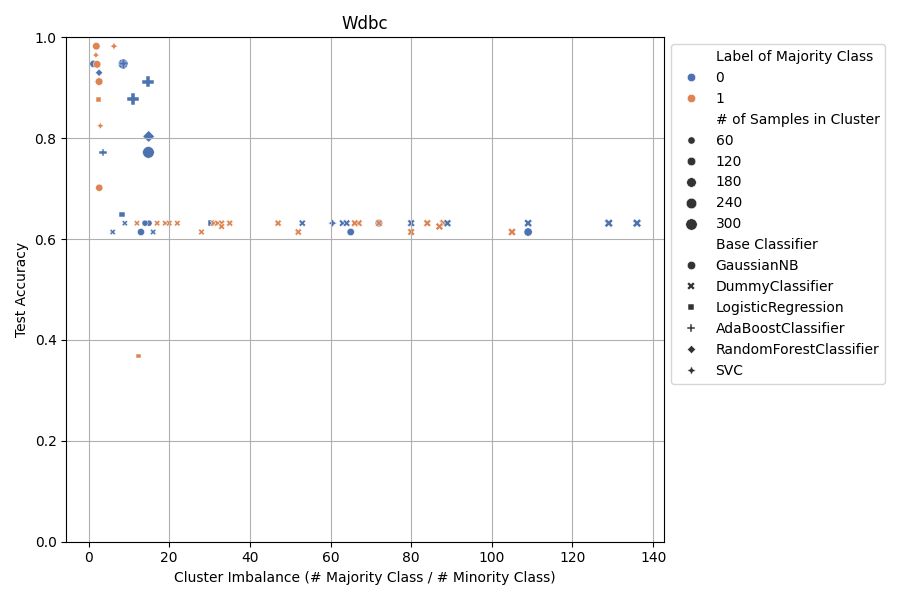 Wdbc
1.0
0.8
0.6
0.4
0.2
0.0
Test Accuracy
0 20 40 60 80 100 120 140
Cluster Imbalance (# Majority Class / # Minority Class)
Label of Majority Class
0
1
# of Samples in Cluster
60
120
180
240
300
Base Classifier
GaussianNB
DummyClassifier
LogisticRegression
AdaBoostClassifier
RandomForestClassifier
SVC